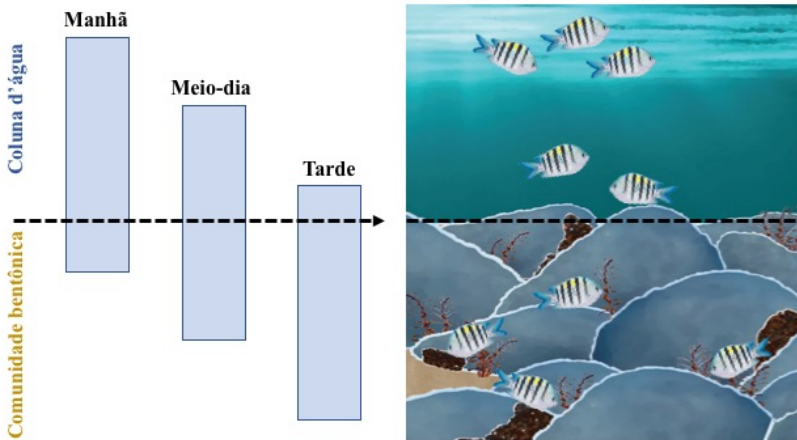 Manhã
Meio-dia
Tarde
Coluna d'água
Comunidade bentônica